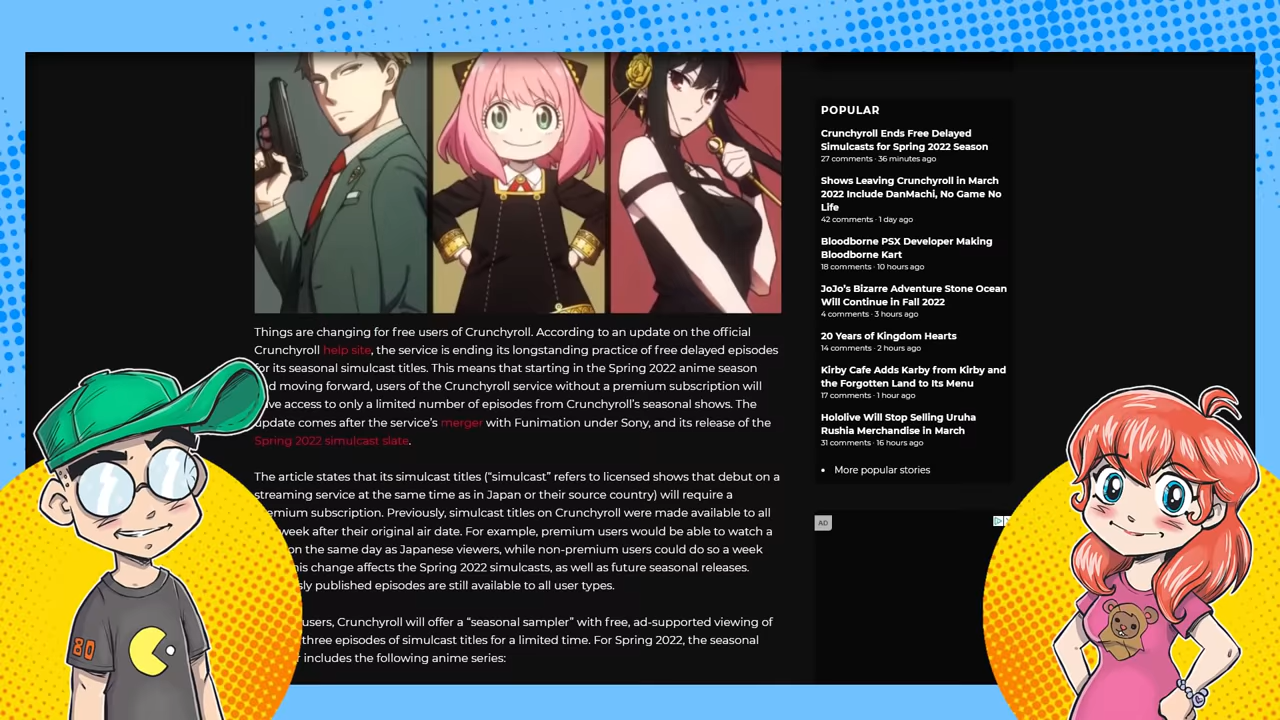 Things are changing for free users of Crunchyroll. According to an update on the official
Crunchyroll help site, the service is ending its longstanding practice of free delayed episodes
for its seasonal simulcast titles. This means that starting in the Spring 2022 anime season
and moving forward, users of the Crunchyroll service without a premium subscription will
have access to only a limited number of episodes from Crunchyroll's seasonal shows. The
update comes after the service's merger with Funimation under Sony, and its release of the
Spring 2022 simulcast slate.
The article states that its simulcast titles ("simulcast" refers to licensed shows that debut on a
streaming service at the same time as in Japan or their source country) will require a
premium subscription. Previously, simulcast titles on Crunchyroll were made available to all
week after their original air date. For example, premium users would be able to watch a
on the same day as Japanese viewers, while non-premium users could do so a week
this change affects the Spring 2022 simulcasts, as well as future seasonal releases.
published episodes are still available to all user types.
users, Crunchyroll will offer a "seasonal sampler" with free, ad-supported viewing of
three episodes of simulcast titles for a limited time. For Spring 2022, the seasonal
includes the following anime series:
POPULAR
Crunchyroll Ends Free Delayed
Simulcasts for Spring 2022 Season
27 comments · 36 minutes ago
Shows Leaving Crunchyroll in March
2022 Include DanMachi, No Game No
Life
42 comments · 1 day ago
Bloodborne PSX Developer Making
Bloodborne Kart
18 comments · 10 hours ago
JoJo's Bizarre Adventure Stone Ocean
Will Continue in Fall 2022
4 comments · 3 hours ago
20 Years of Kingdom Hearts
14 comments · 2 hours ago
Kirby Cafe Adds Karby from Kirby and
the Forgotten Land to Its Menu
17 comments · 1 hour ago
Hololive Will Stop Selling Uruha
Rushia Merchandise in March
31 comments · 16 hours ago
• More popular stories
AD
80